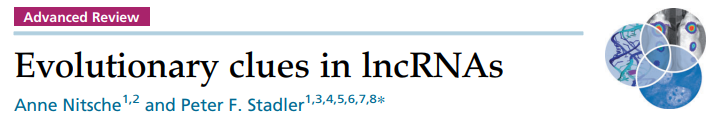 Advanced Review
Evolutionary clues in lncRNAs
Anne Nitsche1,2 and Peter F. Stadler1,3,4,5,6,7,8*